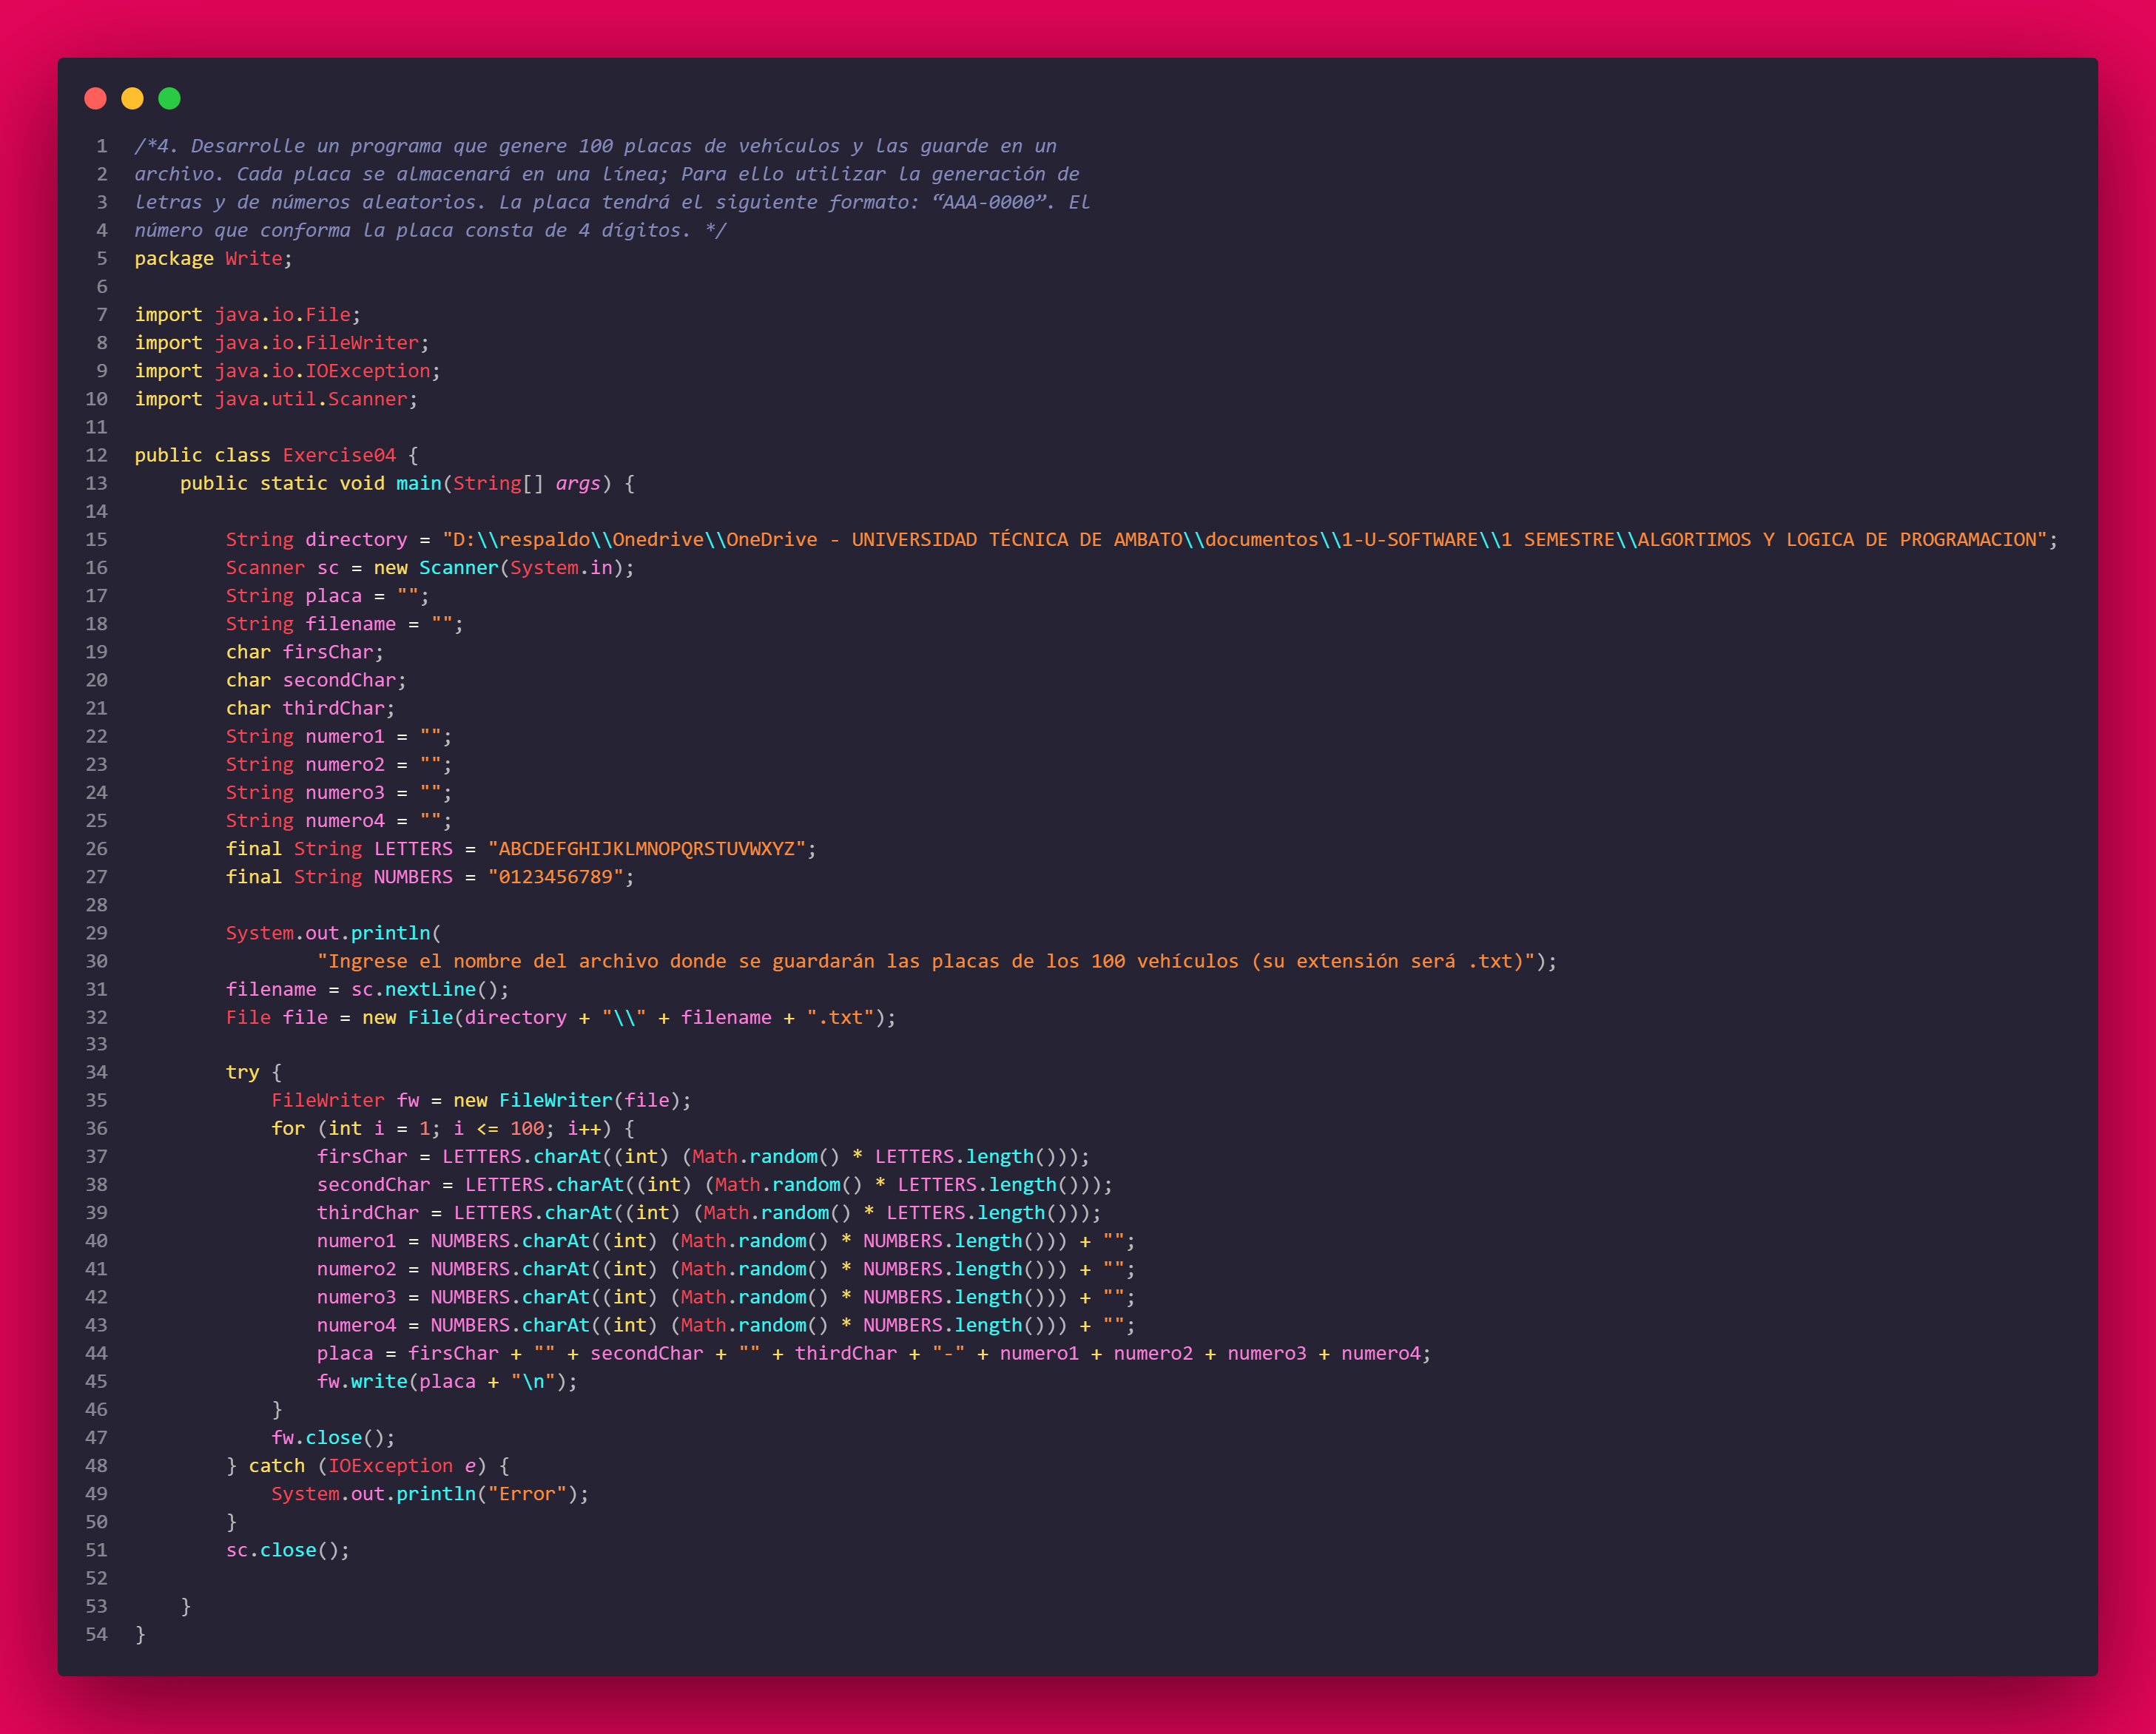 1 /*4. Desarrolle un programa que genere 100 placas de vehículos y las guarde en un
2 archivo. Cada placa se almacenará en una línea; Para ello utilizar la generación de
3 letras y de números aleatorios. La placa tendrá el siguiente formato: “AAA-0000”. El
4 número que conforma la placa consta de 4 dígitos. */
5 package Write;
6
7 import java.io.File;
8 import java.io.FileWriter;
9 import java.io.IOException;
10 import java.util.Scanner;
11
12 public class Exercise04 {
13     public static void main(String[] args) {
14
15         String directory = "D:\\respaldo\\Onedrive\\OneDrive - UNIVERSIDAD TÉCNICA DE AMBATO\\documentos\\1-U-SOFTWARE\\1 SEMESTRE\\ALGORTIMOS Y LOGICA DE PROGRAMACION";
16         Scanner sc = new Scanner(System.in);
17         String placa = "";
18         String filename = "";
19         char firsChar;
20         char secondChar;
21         char thirdChar;
22         String numero1 = "";
23         String numero2 = "";
24         String numero3 = "";
25         String numero4 = "";
26         final String LETTERS = "ABCDEFGHIJKLMNOPQRSTUVWXYZ";
27         final String NUMBERS = "0123456789";
28
29         System.out.println(
30                 "Ingrese el nombre del archivo donde se guardarán las placas de los 100 vehículos (su extensión será .txt)");
31         filename = sc.nextLine();
32         File file = new File(directory + "\\" + filename + ".txt");
33
34         try {
35             FileWriter fw = new FileWriter(file);
36             for (int i = 1; i <= 100; i++) {
37                 firsChar = LETTERS.charAt((int) (Math.random() * LETTERS.length()));
38                 secondChar = LETTERS.charAt((int) (Math.random() * LETTERS.length()));
39                 thirdChar = LETTERS.charAt((int) (Math.random() * LETTERS.length()));
40                 numero1 = NUMBERS.charAt((int) (Math.random() * NUMBERS.length())) + "";
41                 numero2 = NUMBERS.charAt((int) (Math.random() * NUMBERS.length())) + "";
42                 numero3 = NUMBERS.charAt((int) (Math.random() * NUMBERS.length())) + "";
43                 numero4 = NUMBERS.charAt((int) (Math.random() * NUMBERS.length())) + "";
44                 placa = firsChar + "" + secondChar + "" + thirdChar + "-" + numero1 + numero2 + numero3 + numero4;
45                 fw.write(placa + "\n");
46             }
47             fw.close();
48         } catch (IOException e) {
49             System.out.println("Error");
50         }
51         sc.close();
52
53     }
54 }